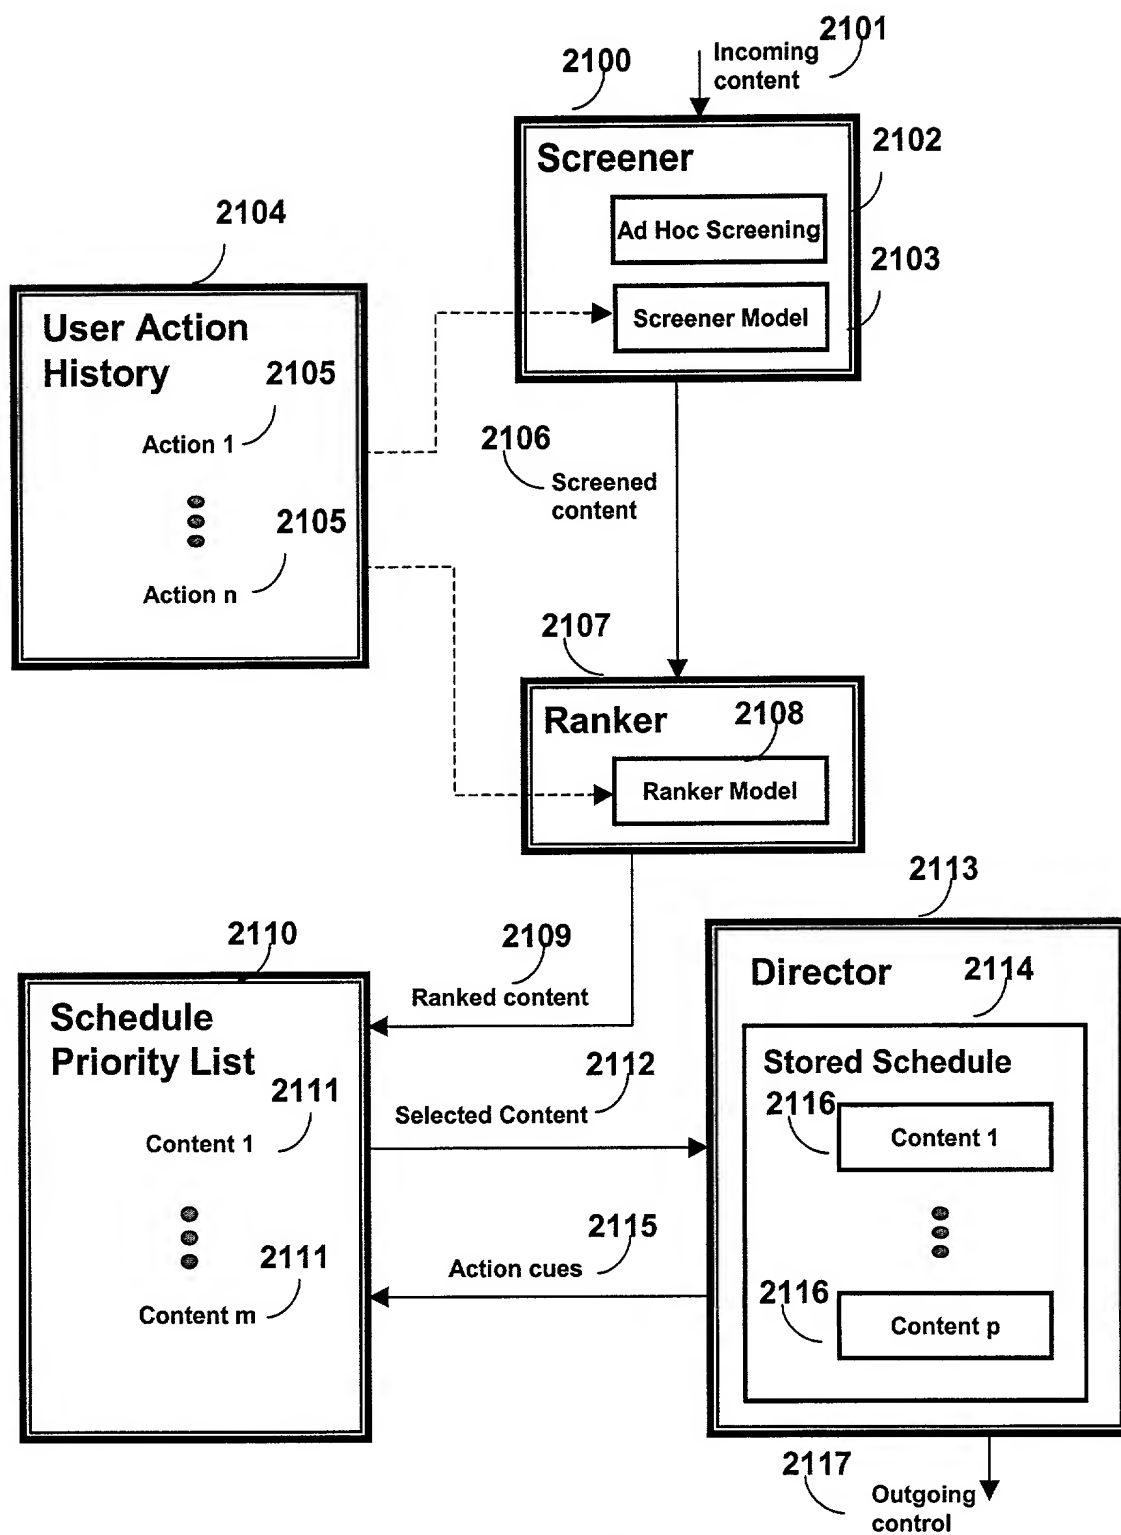 2101
Incoming
content
2100
Screener
2102
Ad Hoc Screening
2103
Screener Model
2104
User Action
History
2105
Action 1
2105
Action n
2106
Screened
content
2107
Ranker
2108
Ranker Model
2109
Ranked content
2110
Schedule
Priority List
2111
Content 1
2111
Content m
2112
Selected Content
2115
Action cues
2113
Director
2114
Stored Schedule
2116
Content 1
2116
Content p
2117
Outgoing
control